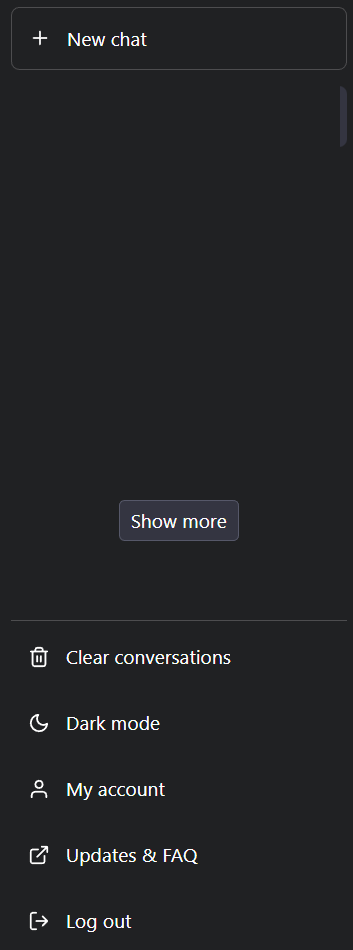 New chat
Show more
Clear conversations
Dark mode
My account
Updates & FAQ
Log out